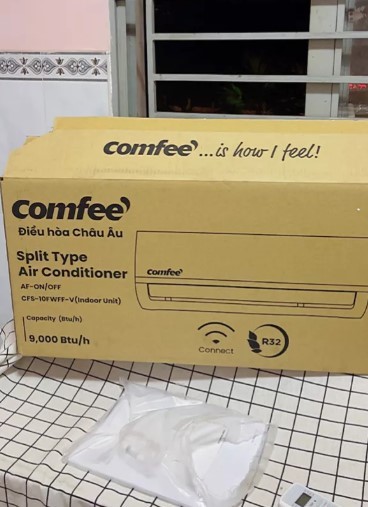 comfee ...is how I feel!
comfee
Điều hòa Châu Âu
Split Type
Air Conditioner
AF-ON/OFF
CFS-10FWFF-V(Indoor Unit)
Capacity (Btu/h)
9,000 Btu/h
comfee
Connect
R32